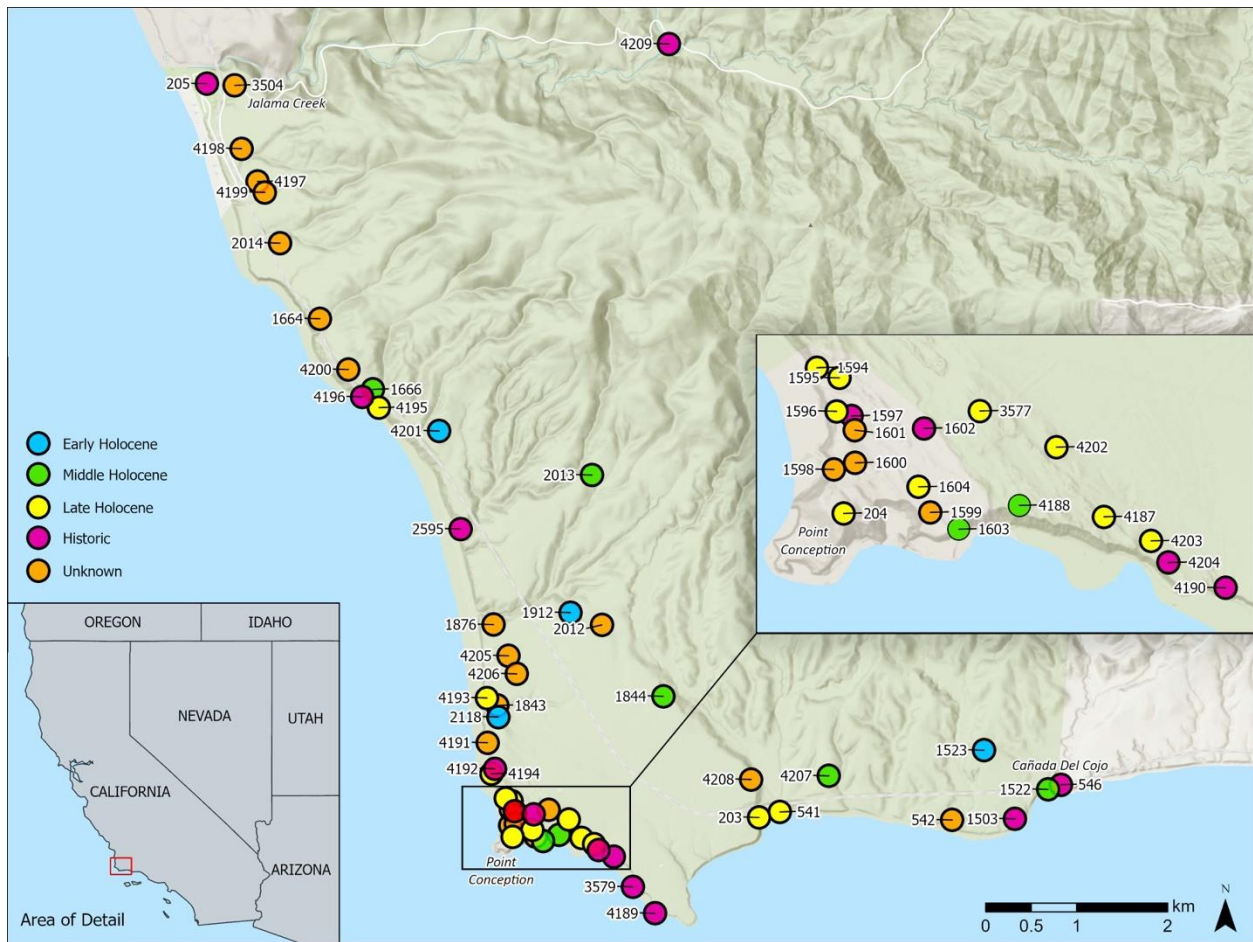 4209
205
3504
Jalama Creek
4198
4197
4199
2014
1664
4200
1666
4196
4195
4201
2013
2595
1912
2012
1876
4205
4206
4193
1843
2118
1844
4191
4192
4194
4208
4207
1523
Cañada Del Cojo
546
1522
203
541
542
1503
Point
Conception
3579
4189
Early Holocene
Middle Holocene
Late Holocene
Historic
Unknown
1594
1595
1596
1597
3577
1601
1602
4202
1600
1598
1604
4188
204
1599
4187
1603
4203
Point
Conception
4204
4190
OREGON
IDAHO
NEVADA
UTAH
CALIFORNIA
ARIZONA
Area of Detail
N
km
0 0.5 1 2